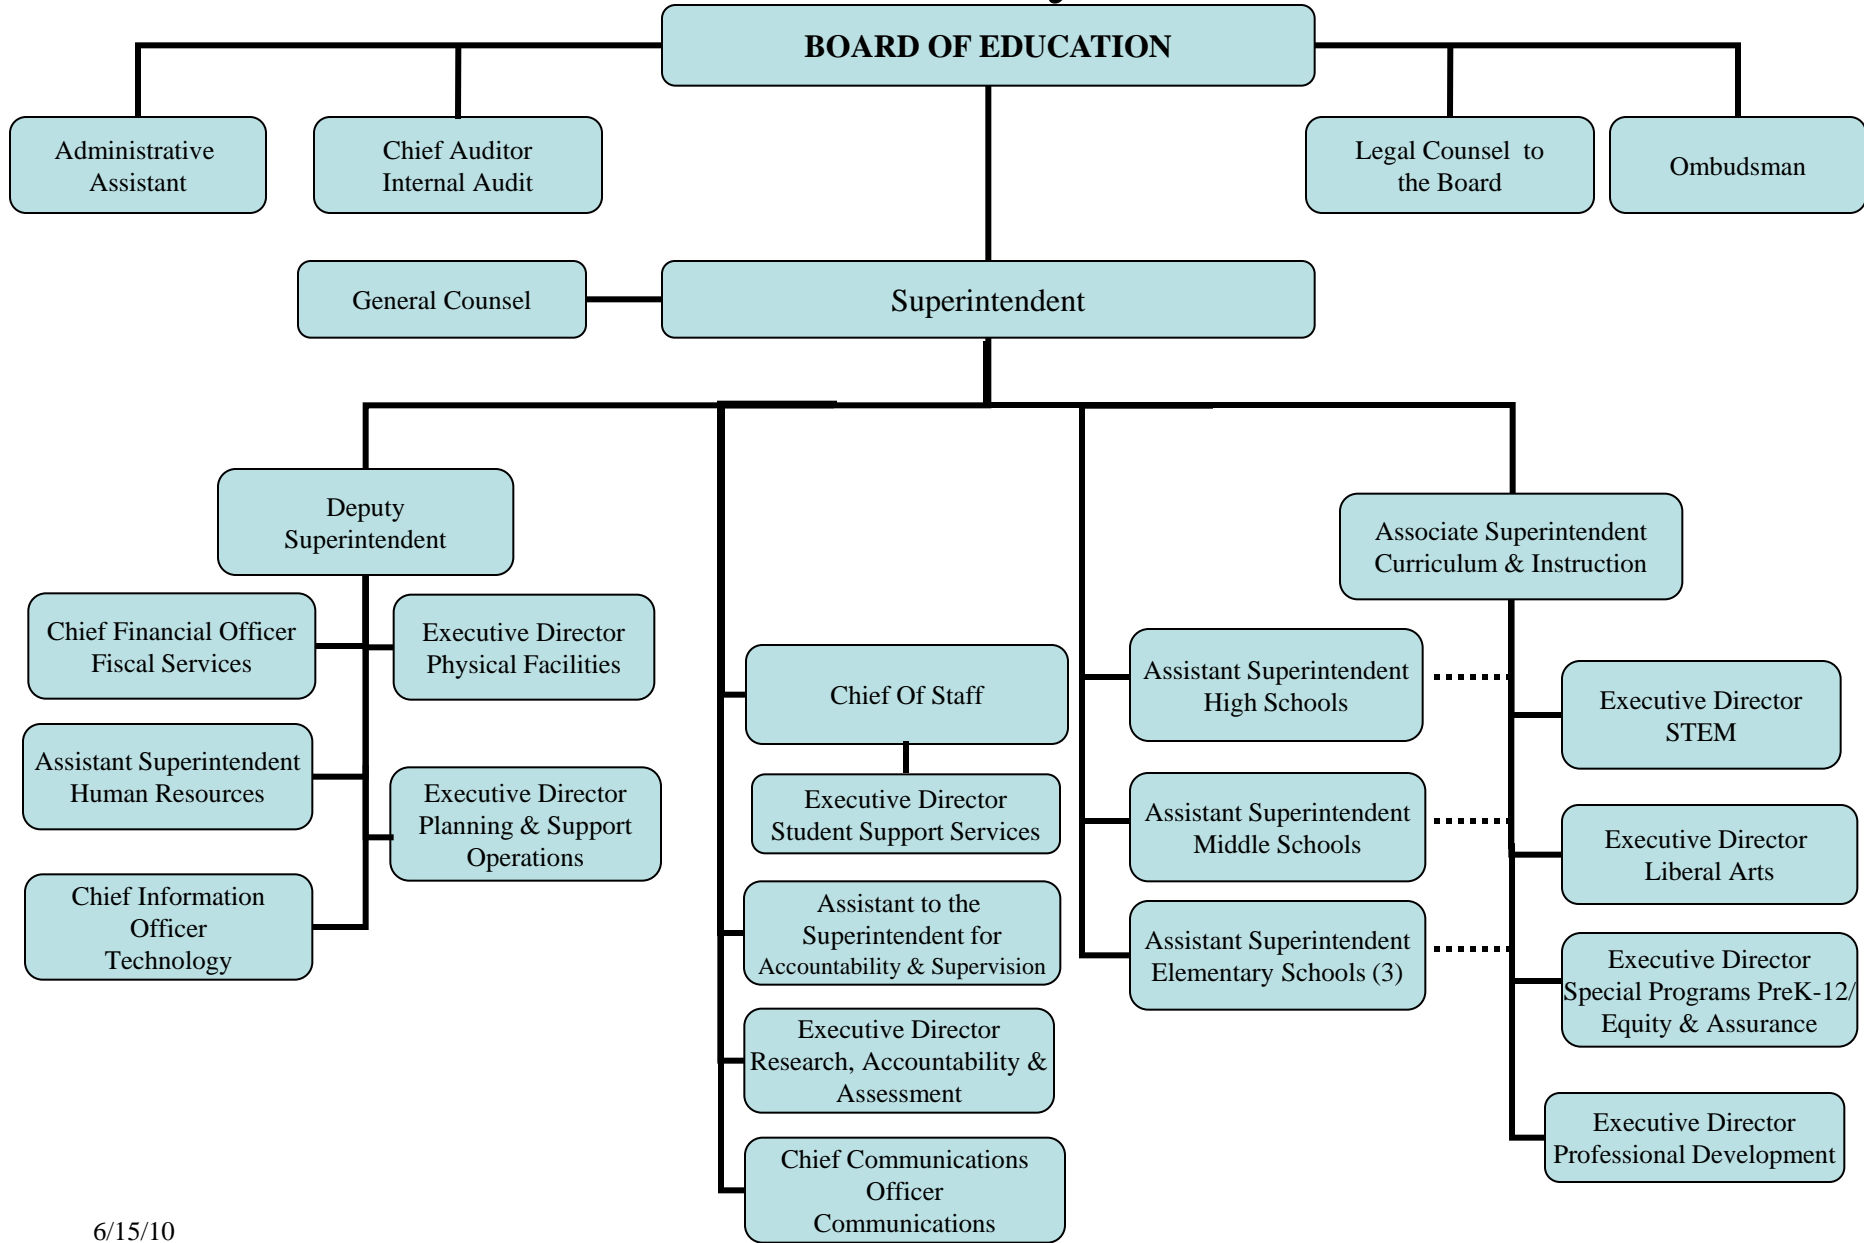 BOARD OF EDUCATION
Administrative
Assistant
Chief Auditor
Internal Audit
Legal Counsel to
the Board
Ombudsman
General Counsel
Superintendent
Deputy
Superintendent
Associate Superintendent
Curriculum & Instruction
Chief Financial Officer
Fiscal Services
Executive Director
Physical Facilities
Assistant Superintendent
Human Resources
Executive Director
Planning & Support
Operations
Chief Information
Officer
Technology
Chief Of Staff
Executive Director
Student Support Services
Assistant to the
Superintendent for
Accountability & Supervision
Executive Director
Research, Accountability &
Assessment
Chief Communications
Officer
Communications
Assistant Superintendent
High Schools
Assistant Superintendent
Middle Schools
Assistant Superintendent
Elementary Schools (3)
Executive Director
STEM
Executive Director
Liberal Arts
Executive Director
Special Programs PreK-12/
Equity & Assurance
Executive Director
Professional Development
6/15/10